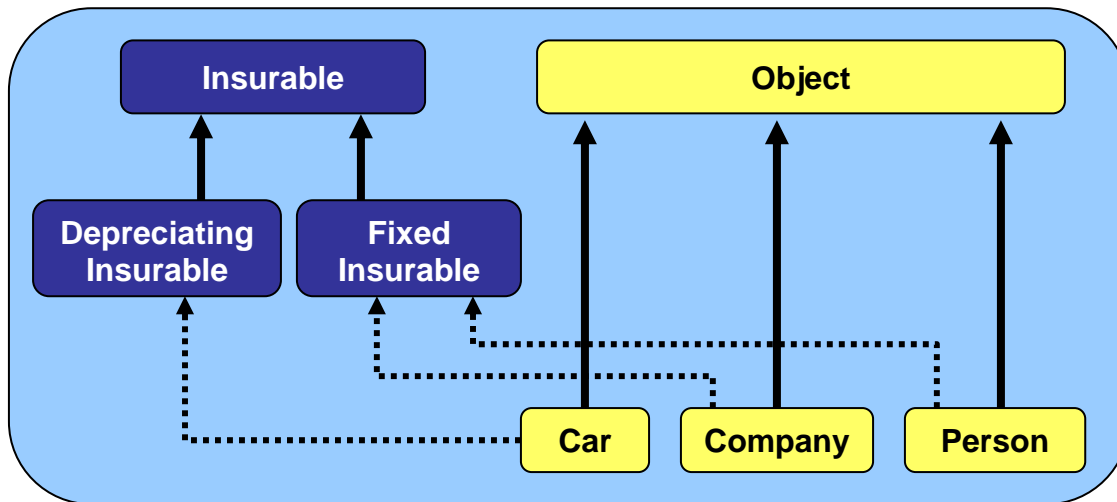 Insurable
Object
Depreciating
Insurable
Fixed
Insurable
Car
Company
Person